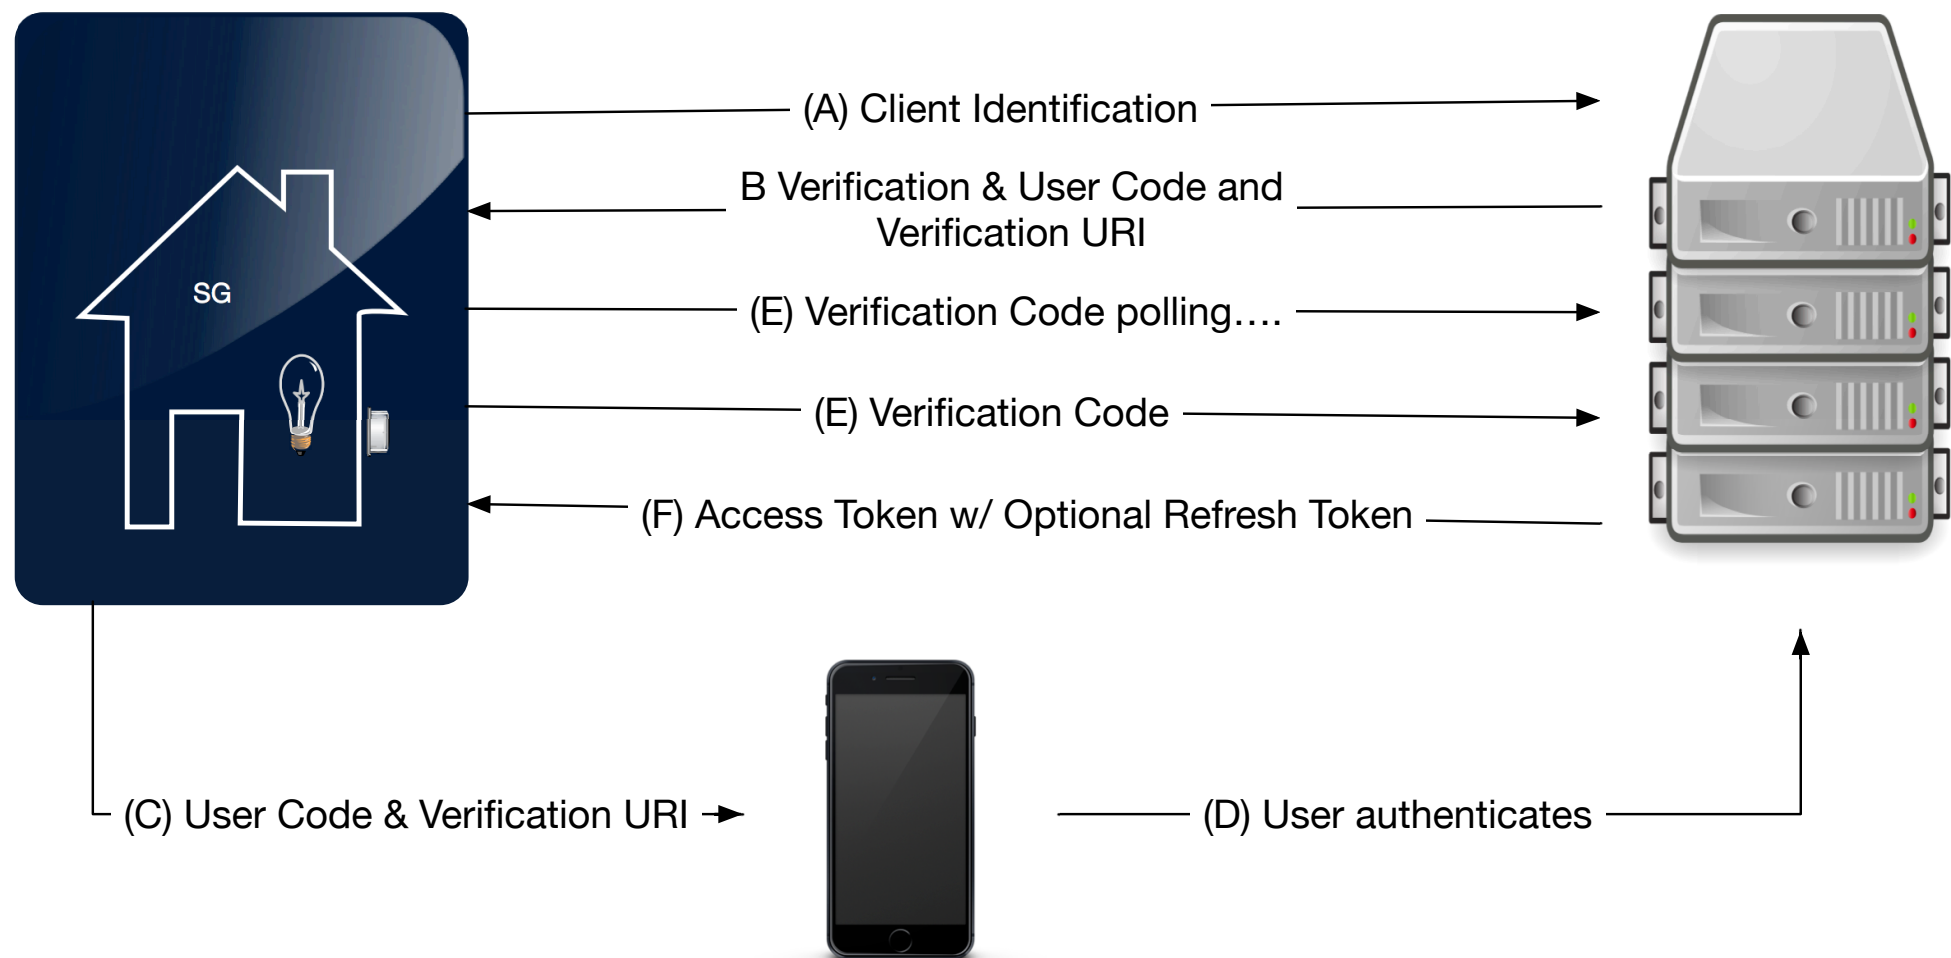 (A) Client Identification
B Verification & User Code and
Verification URI
SG
(E) Verification Code polling....
(E) Verification Code
(F) Access Token w/ Optional Refresh Token
(C) User Code & Verification URI
(D) User authenticates